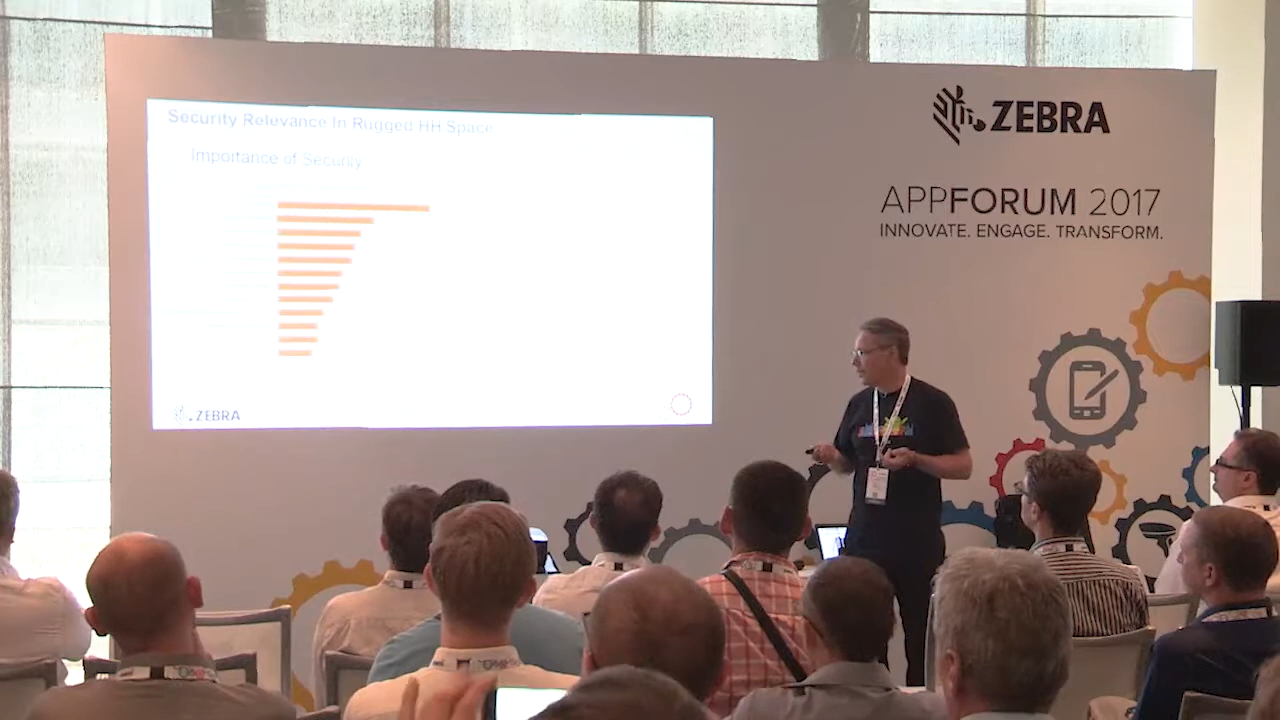 Security Relevance In Rugged HH Space
Importance of Security
ZEBRA
ZEBRA
APPFORUM 2017
INNOVATE. ENGAGE. TRANSFORM.